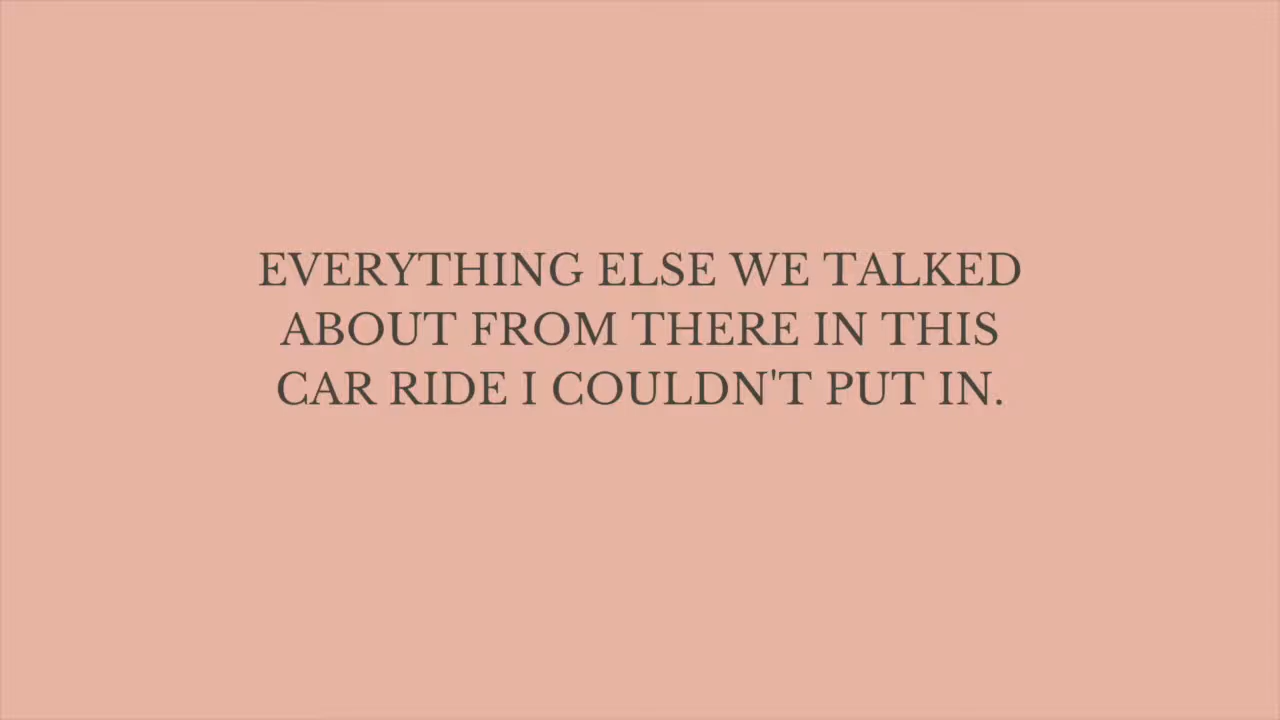 EVERYTHING ELSE WE TALKED
ABOUT FROM THERE IN THIS
CAR RIDE I COULDN'T PUT IN.